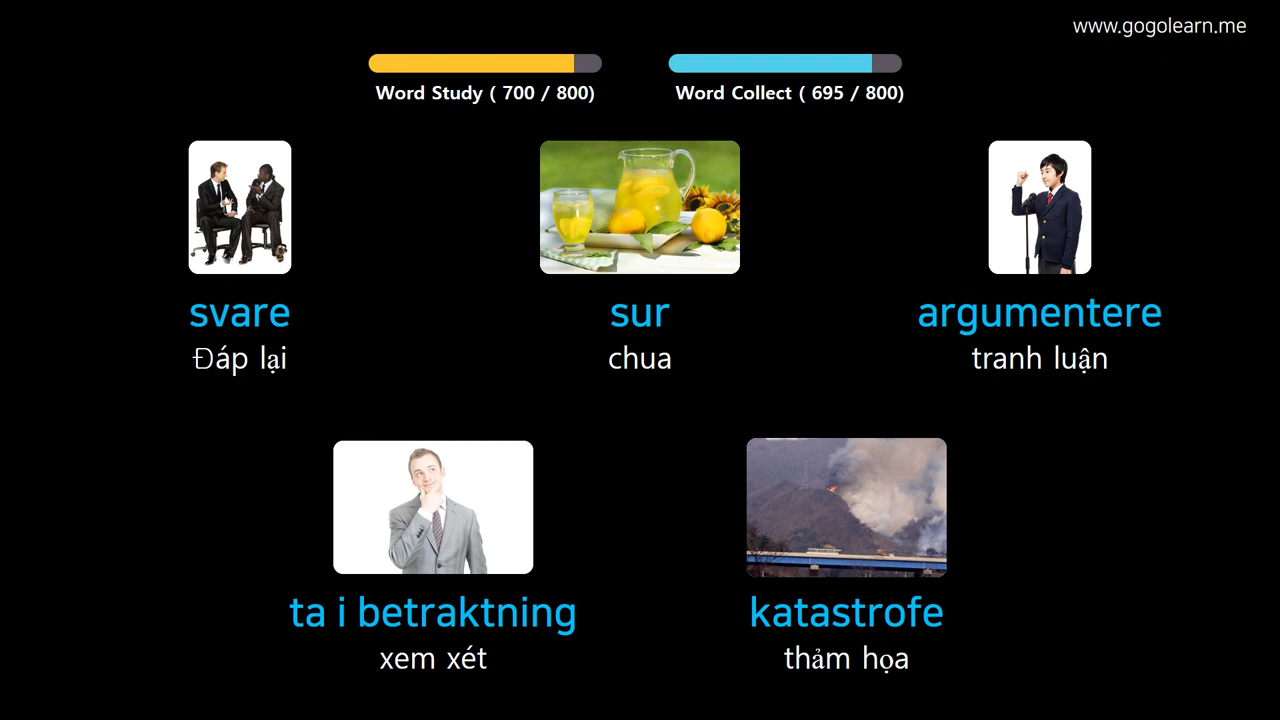 www.gogolearn.me
Word Study ( 700 / 800)
Word Collect ( 695 / 800)
svare
Đáp lại
sur
chua
argumentere
tranh luận
ta i betraktning
xem xét
katastrofe
thảm họa